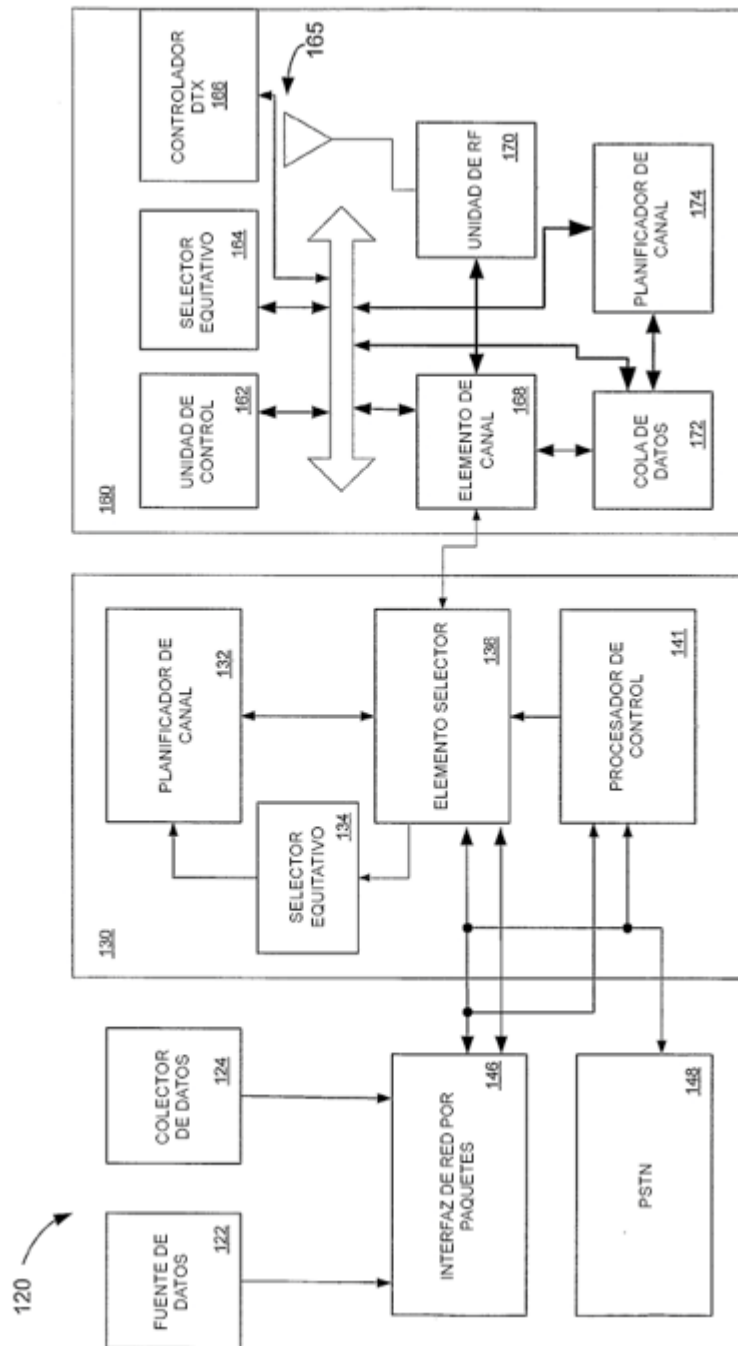 120
FUENTE DE
DATOS
122
COLECTOR
DE DATOS
124
INTERFAZ DE RED POR
PAQUETES
146
PSTN
148
130
SELECTOR
EQUITATIVO
134
PLANIFICADOR DE
CANAL
132
ELEMENTO SELECTOR
136
PROCESADOR DE
CONTROL
141
160
UNIDAD DE
CONTROL
162
SELECTOR
EQUITATIVO
164
CONTROLADOR
DTX
166
165
ELEMENTO DE
CANAL
168
UNIDAD DE RF
170
COLA DE
DATOS
172
PLANIFICADOR DE
CANAL
174